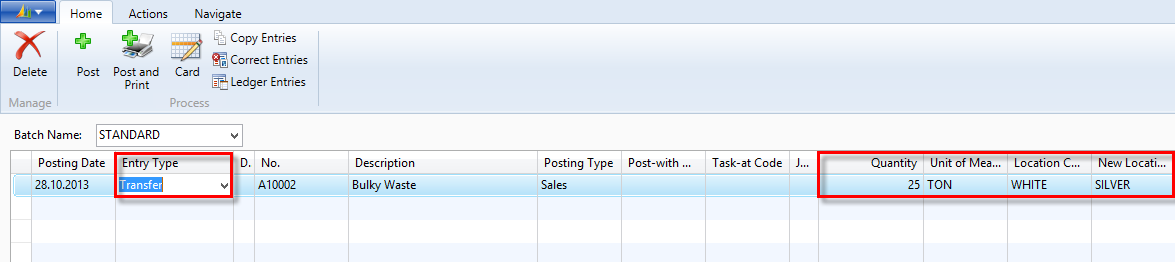 Home Actions Navigate
Delete
Post
Post and Print
Card
Copy Entries
Correct Entries
Ledger Entries
Manage
Process
Batch Name: STANDARD
Posting Date Entry Type D. No. Description Posting Type Post-with ... Task-at Code J... Quantity Unit of Mea... Location C... New Locati...
28.10.2013 Transfer A10002 Bulky Waste Sales 25 TON WHITE SILVER